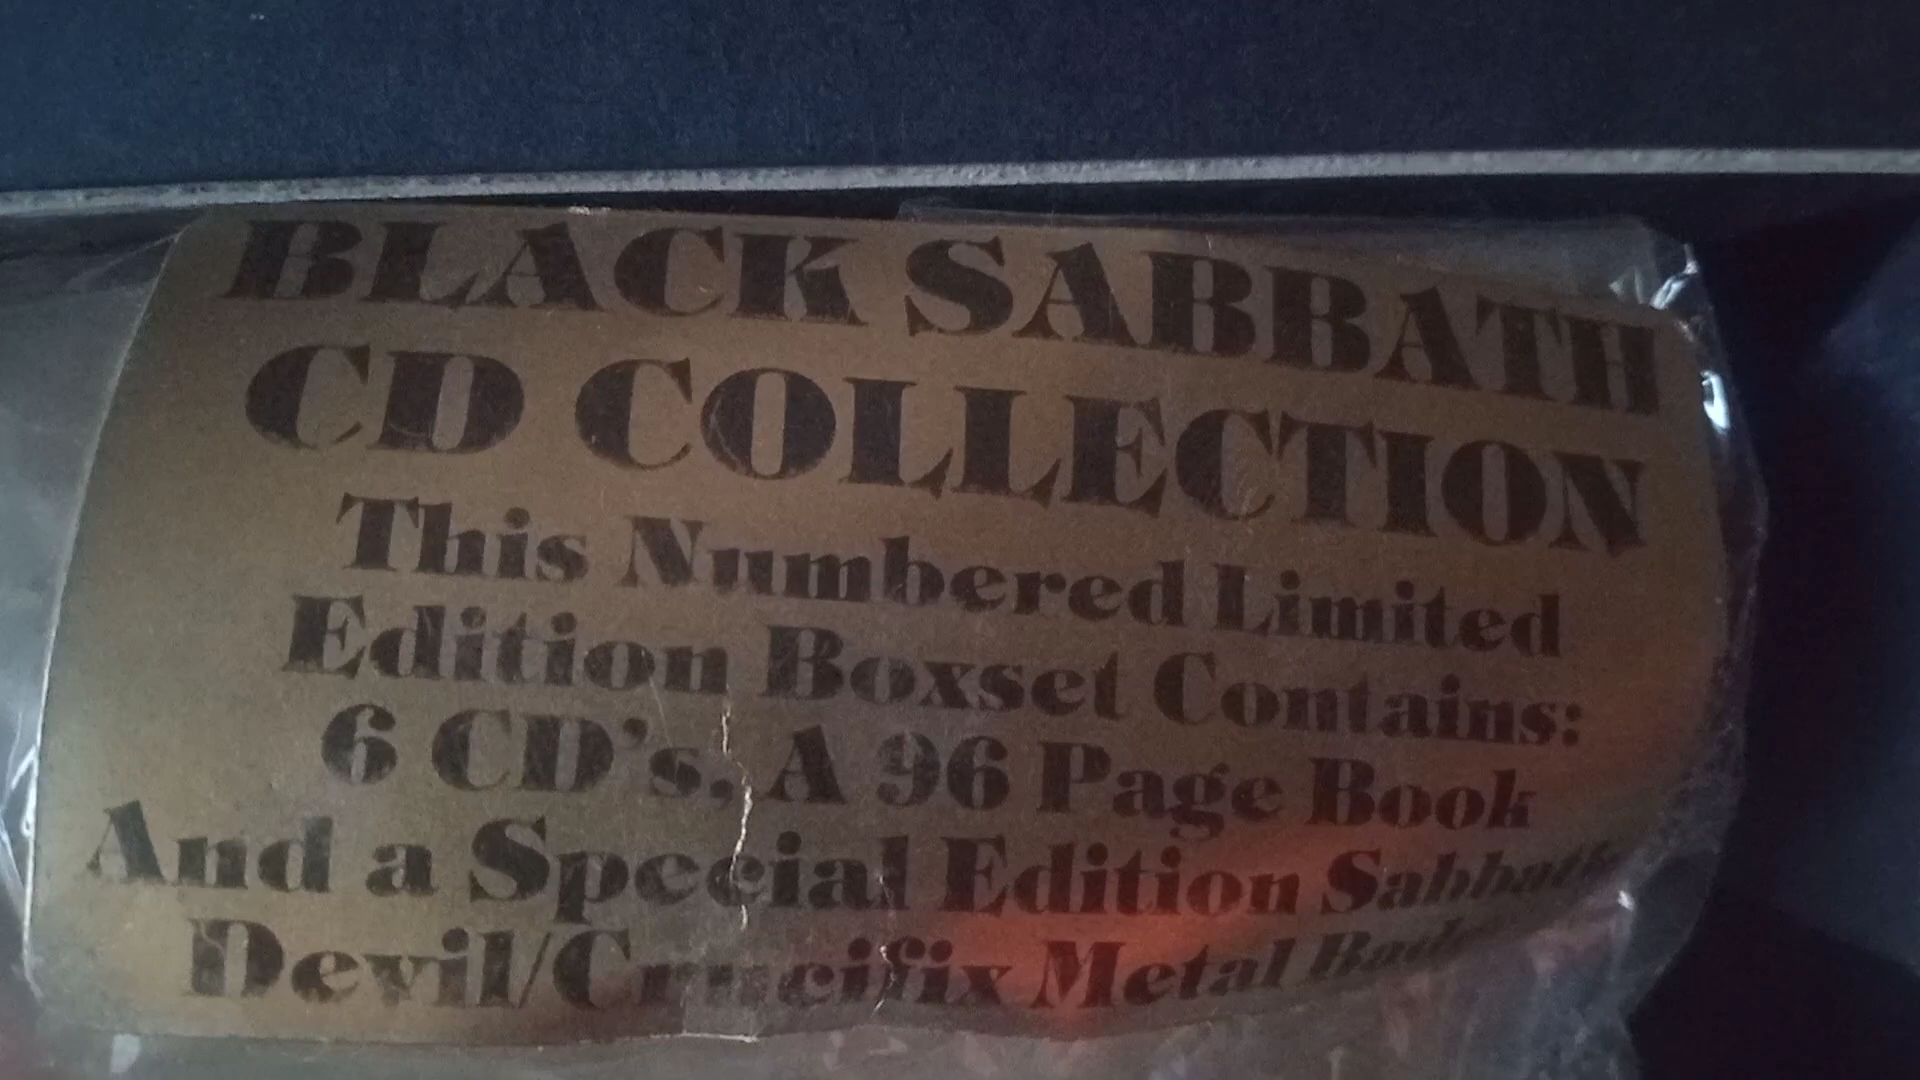 BLACK SABBATH
CD COLLECTION
This Numbered Limited
Edition Boxset Contains:
6 CD's, A 96 Page Book
And a Special Edition Sabbath
Devil/Crucifix Metal